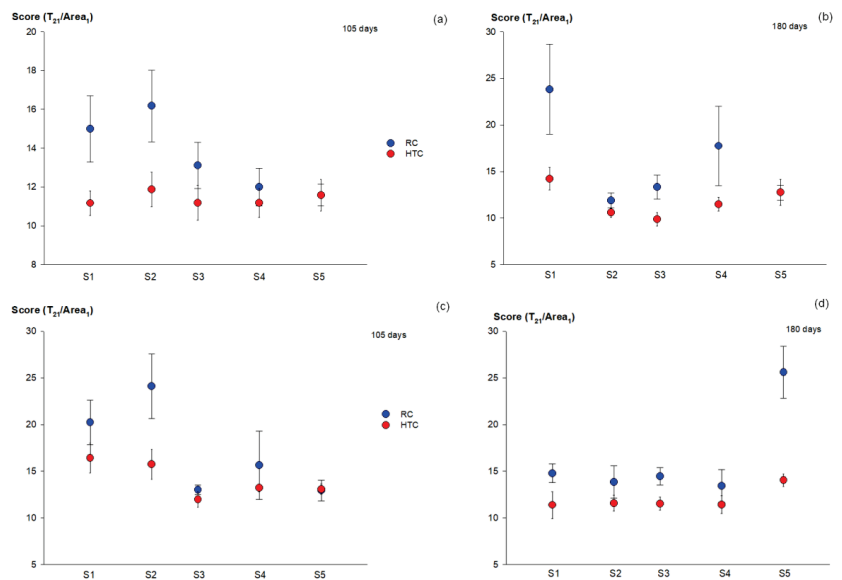 Score (T21/Area1)
(a)
105 days
20
18
16
14
12
10
8
S1 S2 S3 S4 S5
RC
HTC
Score (T21/Area1)
(b)
180 days
30
25
20
15
10
5
S1 S2 S3 S4 S5
Score (T21/Area1)
(c)
105 days
30
25
20
15
10
5
S1 S2 S3 S4 S5
RC
HTC
Score (T21/Area1)
(d)
180 days
30
25
20
15
10
5
S1 S2 S3 S4 S5